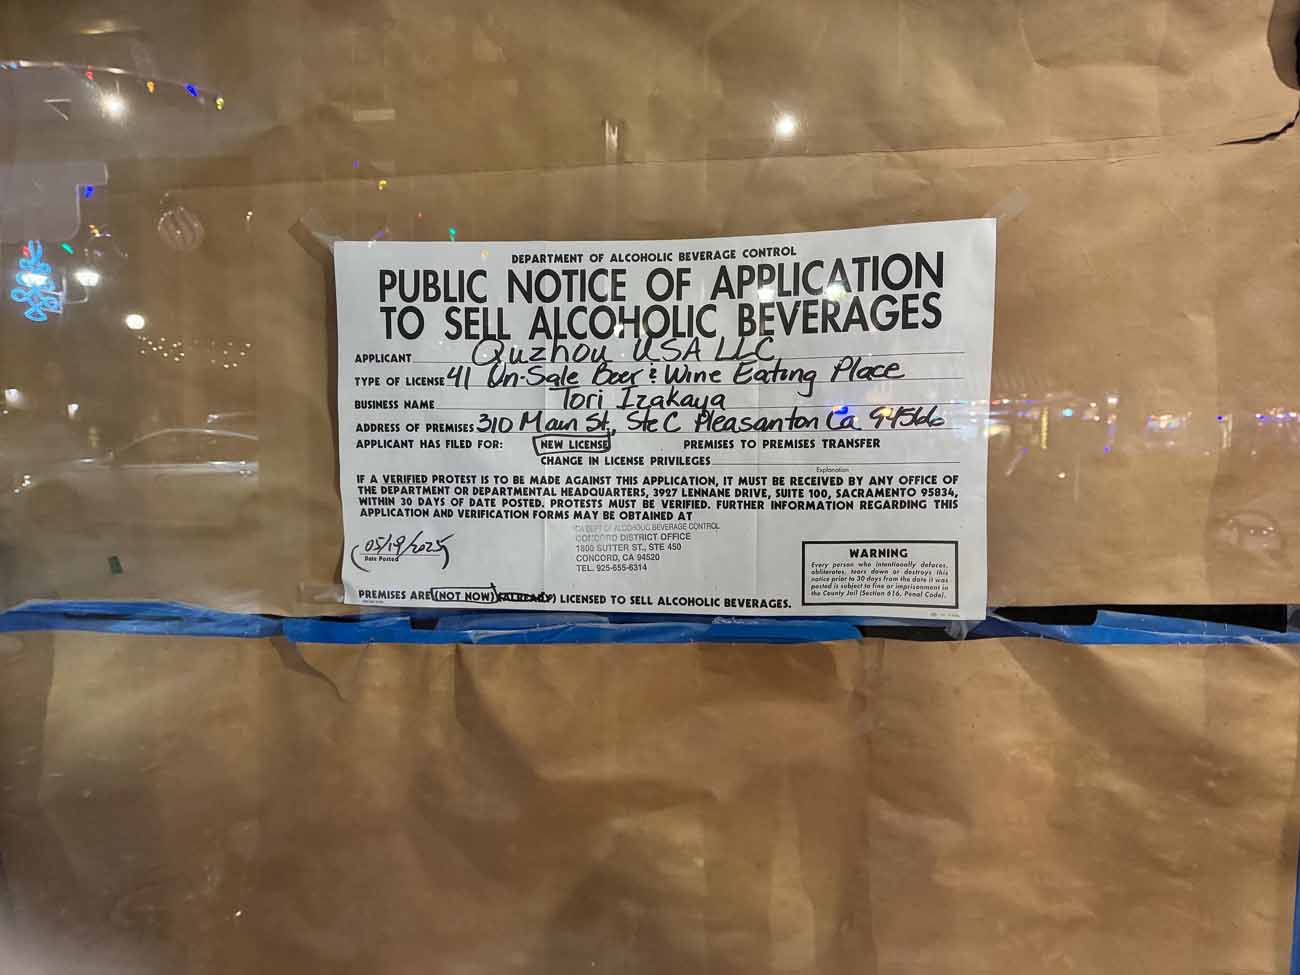 DEPARTMENT OF ALCOHOLIC BEVERAGE CONTROL
PUBLIC NOTICE OF APPLICATION
TO SELL ALCOHOLIC BEVERAGES
APPLICANT Quzhou USA LLC
TYPE OF LICENSE 41 On-Sale Beer & Wine Eating Place
BUSINESS NAME Tori Izakaya
ADDRESS OF PREMISES 310 Main St, Ste C Pleasanton Ca 94566
APPLICANT HAS FILED FOR: NEW LICENSE PREMISES TO PREMISES TRANSFER
CHANGE IN LICENSE PRIVILEGES
Explanation
IF A VERIFIED PROTEST IS TO BE MADE AGAINST THIS APPLICATION, IT MUST BE RECEIVED BY ANY OFFICE OF
THE DEPARTMENT OR DEPARTMENTAL HEADQUARTERS, 3927 LENNANE DRIVE, SUITE 100, SACRAMENTO 95834,
WITHIN 30 DAYS OF DATE POSTED. PROTESTS MUST BE VERIFIED. FURTHER INFORMATION REGARDING THIS
APPLICATION AND VERIFICATION FORMS MAY BE OBTAINED AT
CA DEPT OF ALCOHOLIC BEVERAGE CONTROL
CONCORD DISTRICT OFFICE
1800 SUTTER ST., STE 450
CONCORD, CA 94520
TEL. 925-655-6314
05/19/2025
Date Posted
WARNING
Every person who intentionally defaces,
obliterates, tears down or destroys this
notice prior to 30 days from the date it was
posted is subject to fine or imprisonment in
the County Jail (Section 616, Penal Code).
PREMISES ARE (NOT NOW) (ALREADY) LICENSED TO SELL ALCOHOLIC BEVERAGES.